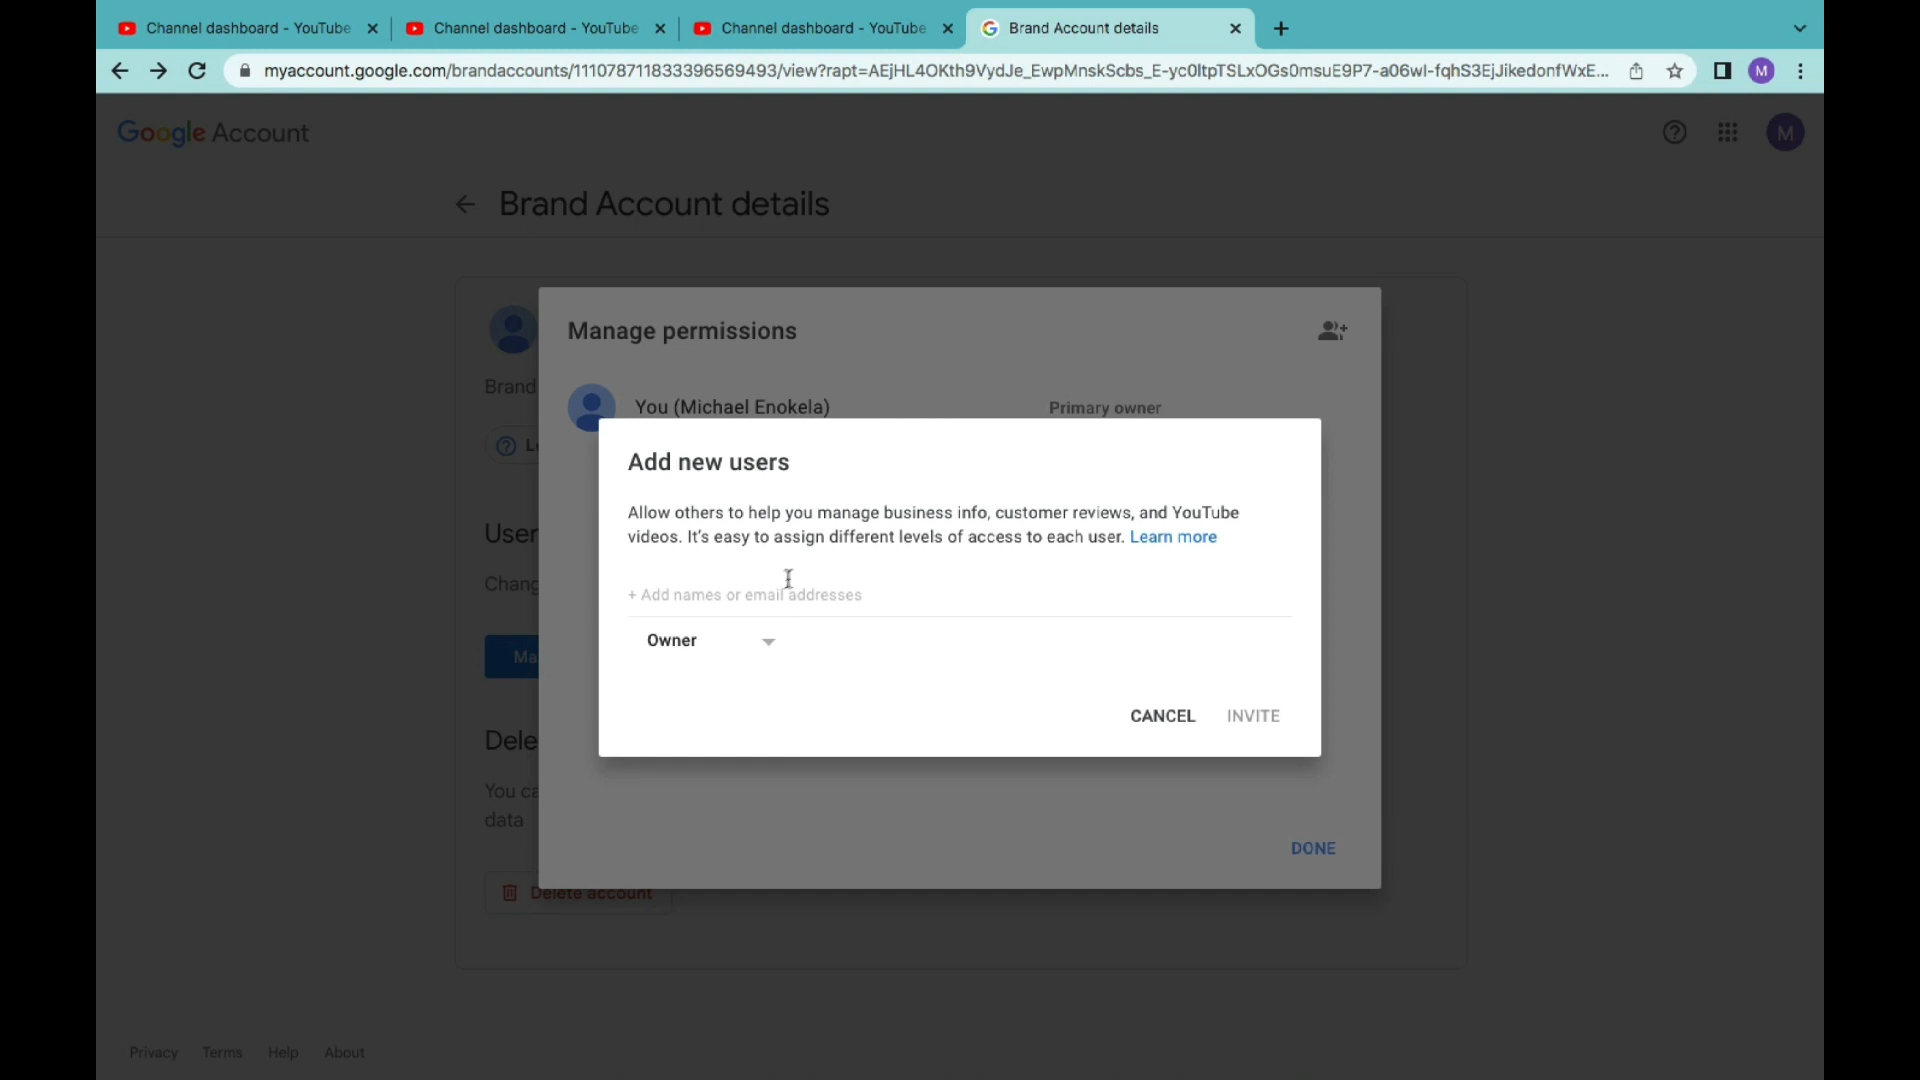 Channel dashboard - YouTube
Channel dashboard - YouTube
Channel dashboard - YouTube
Brand Account details
myaccount.google.com/brandaccounts/111078711833396569493/view?rapt=AEjHL4OKth9VydJe_EwpMnskScbs_E-yc0ltpTSLxOGs0msuE9P7-a06wI-fqhS3EjJikedonfWxE...
M
Google Account
M
Brand Account details
Manage permissions
Brand
You (Michael Enokela)
Primary owner
Add new users
Allow others to help you manage business info, customer reviews, and YouTube
videos. It's easy to assign different levels of access to each user. Learn more
+ Add names or email addresses
Owner
CANCEL
INVITE
DONE
Delete account
data
Privacy
Terms
Help
About